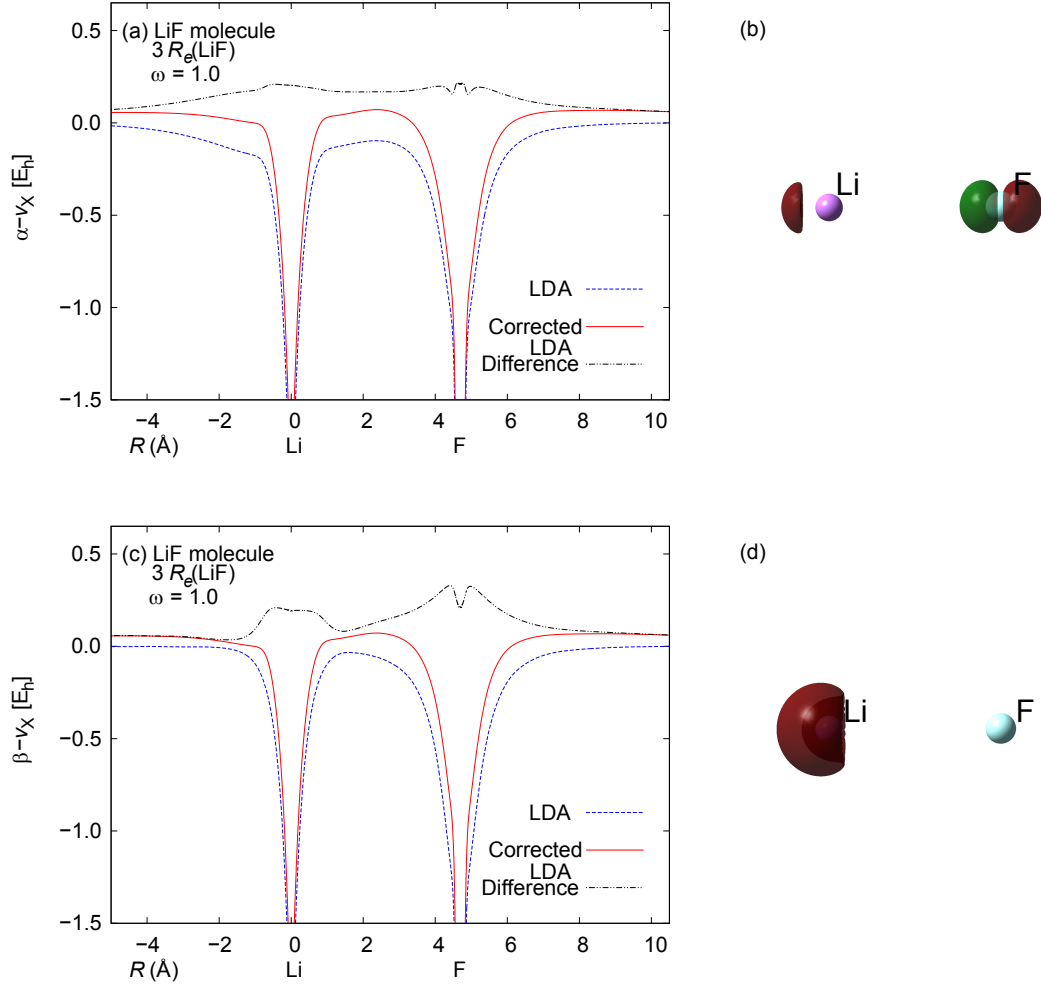 (a) LiF molecule
3 Re(LiF)
ω = 1.0
α−vX [Eh]
0.5
0.0
−0.5
−1.0
−1.5
LDA
Corrected
LDA
Difference
−4 −2 0 2 4 6 8 10
R (Å) Li F
(b)
Li F
(c) LiF molecule
3 Re(LiF)
ω = 1.0
β−vX [Eh]
0.5
0.0
−0.5
−1.0
−1.5
LDA
Corrected
LDA
Difference
−4 −2 0 2 4 6 8 10
R (Å) Li F
(d)
Li F